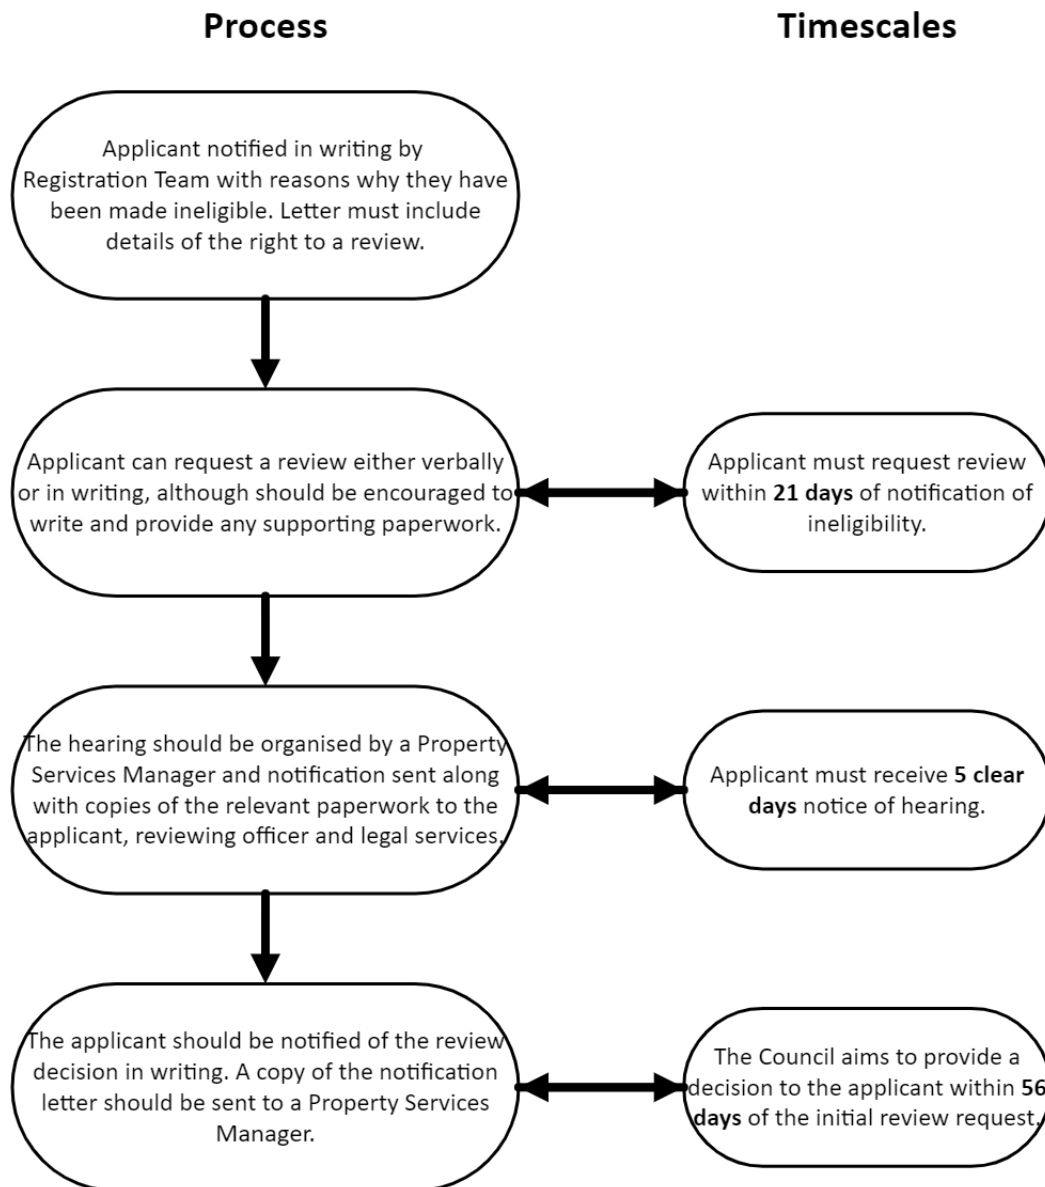 Process
Timescales
Applicant notified in writing by
Registration Team with reasons why they have
been made ineligible. Letter must include
details of the right to a review.
Applicant can request a review either verbally
or in writing, although should be encouraged to
write and provide any supporting paperwork.
Applicant must request review
within 21 days of notification of
ineligibility.
The hearing should be organised by a Property
Services Manager and notification sent along
with copies of the relevant paperwork to the
applicant, reviewing officer and legal services.
Applicant must receive 5 clear
days notice of hearing.
The applicant should be notified of the review
decision in writing. A copy of the notification
letter should be sent to a Property Services
Manager.
The Council aims to provide a
decision to the applicant within 56
days of the initial review request.